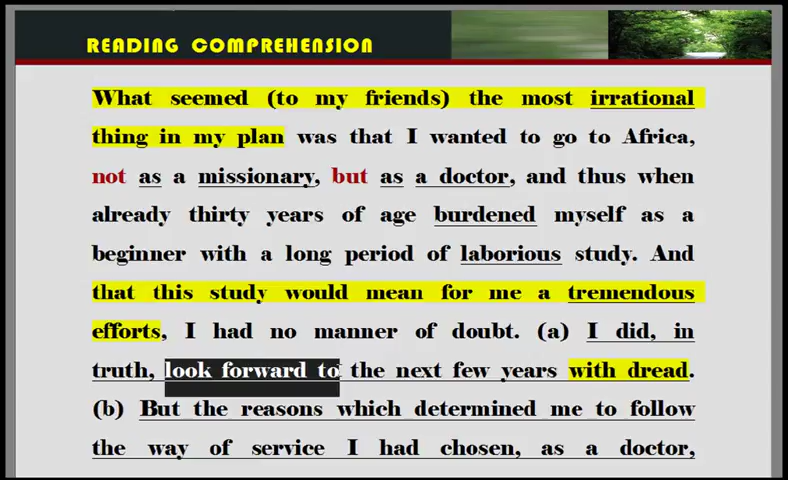 READING COMPREHENSION
What seemed (to my friends) the most irrational
thing in my plan was that I wanted to go to Africa,
not as a missionary, but as a doctor, and thus when
already thirty years of age burdened myself as a
beginner with a long period of laborious study. And
that this study would mean for me a tremendous
efforts, I had no manner of doubt. (a) I did, in
truth, look forward to the next few years with dread.
(b) But the reasons which determined me to follow
the way of service I had chosen, as a doctor,